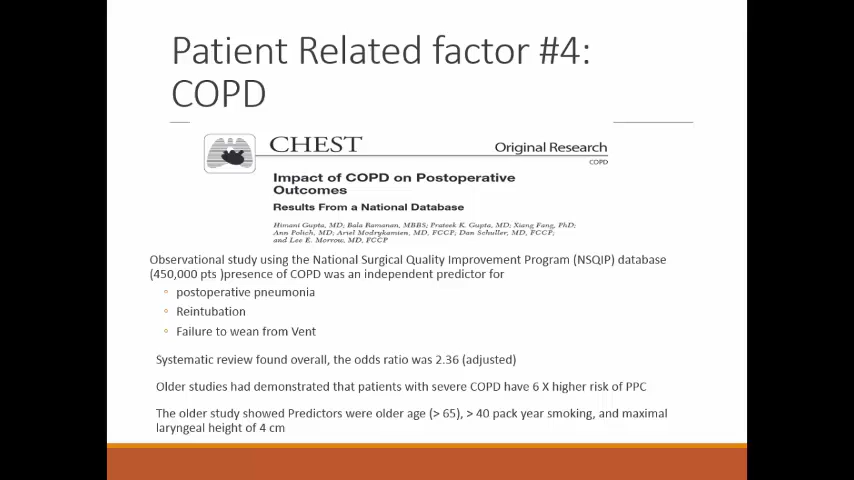 Patient Related factor #4:
COPD
CHEST
Original Research
COPD
Impact of COPD on Postoperative
Outcomes
Results From a National Database
Himani Gupta, MD; Bala Ramanan, MBBS; Prateek K. Gupta, MD; Xiang Fang, PhD;
Ann Polich, MD; Ariel Modrykamien, MD, FCCP; Dan Schuller, MD, FCCP;
and Lee E. Morrow, MD, FCCP
Observational study using the National Surgical Quality Improvement Program (NSQIP) database
(450,000 pts )presence of COPD was an independent predictor for
◦ postoperative pneumonia
◦ Reintubation
◦ Failure to wean from Vent
Systematic review found overall, the odds ratio was 2.36 (adjusted)
Older studies had demonstrated that patients with severe COPD have 6 X higher risk of PPC
The older study showed Predictors were older age (> 65), > 40 pack year smoking, and maximal
laryngeal height of 4 cm